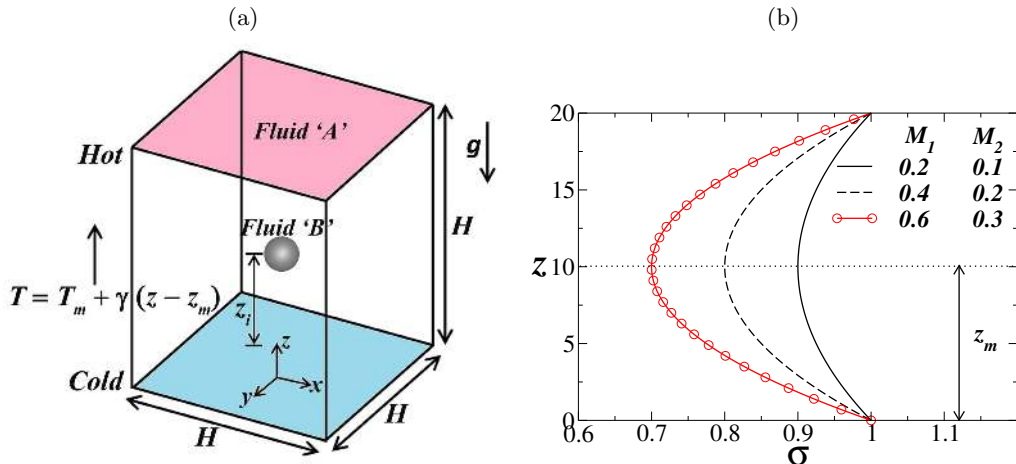 (a)
Fluid 'A'
Hot
g
Fluid 'B'
H
T = T_m + γ (z − z_m)
z_i
z
Cold
y
x
H
H
(b)
20
M_1 M_2
0.2 0.1
0.4 0.2
0.6 0.3
15
z 10
z_m
5
0
0.6 0.7 0.8 0.9 1 1.1
σ